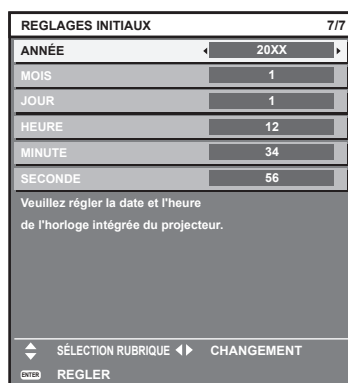 REGLAGES INITIAUX 7/7
ANNÉE 20XX
MOIS 1
JOUR 1
HEURE 12
MINUTE 34
SECONDE 56
Veuillez régler la date et l'heure
de l'horloge intégrée du projecteur.
SÉLECTION RUBRIQUE CHANGEMENT
ENTER REGLER